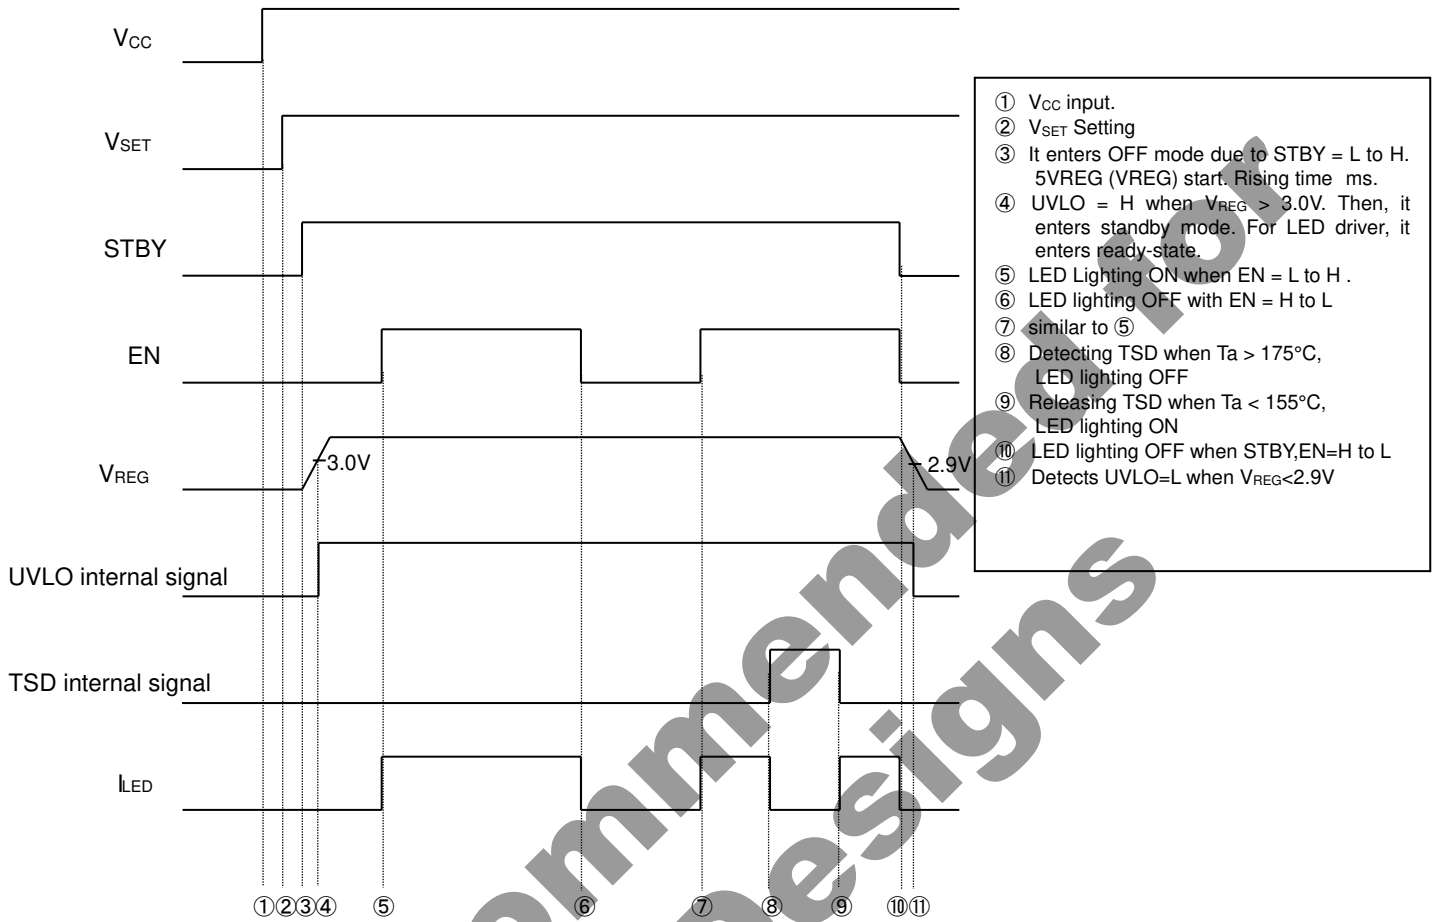 VCC
VSET
STBY
EN
VREG
3.0V
2.9V
UVLO internal signal
TSD internal signal
ILED
①②③④ ⑤ ⑥ ⑦ ⑧ ⑨ ⑩⑪
① VCC input.
② VSET Setting
③ It enters OFF mode due to STBY = L to H.
5VREG (VREG) start. Rising time ms.
④ UVLO = H when VREG > 3.0V. Then, it
enters standby mode. For LED driver, it
enters ready-state.
⑤ LED Lighting ON when EN = L to H .
⑥ LED lighting OFF with EN = H to L
⑦ similar to ⑤
⑧ Detecting TSD when Ta > 175°C,
LED lighting OFF
⑨ Releasing TSD when Ta < 155°C,
LED lighting ON
⑩ LED lighting OFF when STBY,EN=H to L
⑪ Detects UVLO=L when VREG<2.9V
ommended for
esigns